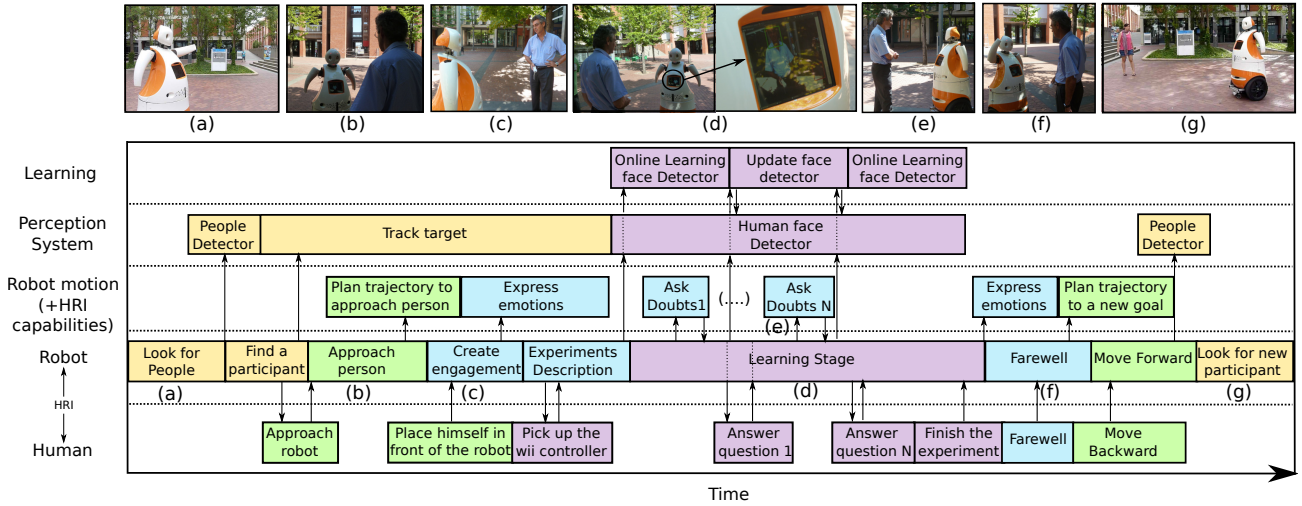 (a)
(b)
(c)
(d)
(e)
(f)
(g)
Learning
Online Learning
face Detector
Update face
detector
Online Learning
face Detector
Perception
System
People
Detector
Track target
Human face
Detector
People
Detector
Robot motion
(+HRI
capabilities)
Plan trajectory to
approach person
Express
emotions
Ask
Doubts1
(....)
Ask
Doubts N
(e)
Express
emotions
Plan trajectory
to a new goal
Robot
Look for
People
(a)
Find a
participant
Approach
person
(b)
Create
engagement
(c)
Experiments
Description
Learning Stage
(d)
Farewell
(f)
Move Forward
Look for new
participant
(g)
HRI
Human
Approach
robot
Place himself in
front of the robot
Pick up the
wii controller
Answer
question 1
Answer
question N
Finish the
experiment
Farewell
Move
Backward
Time